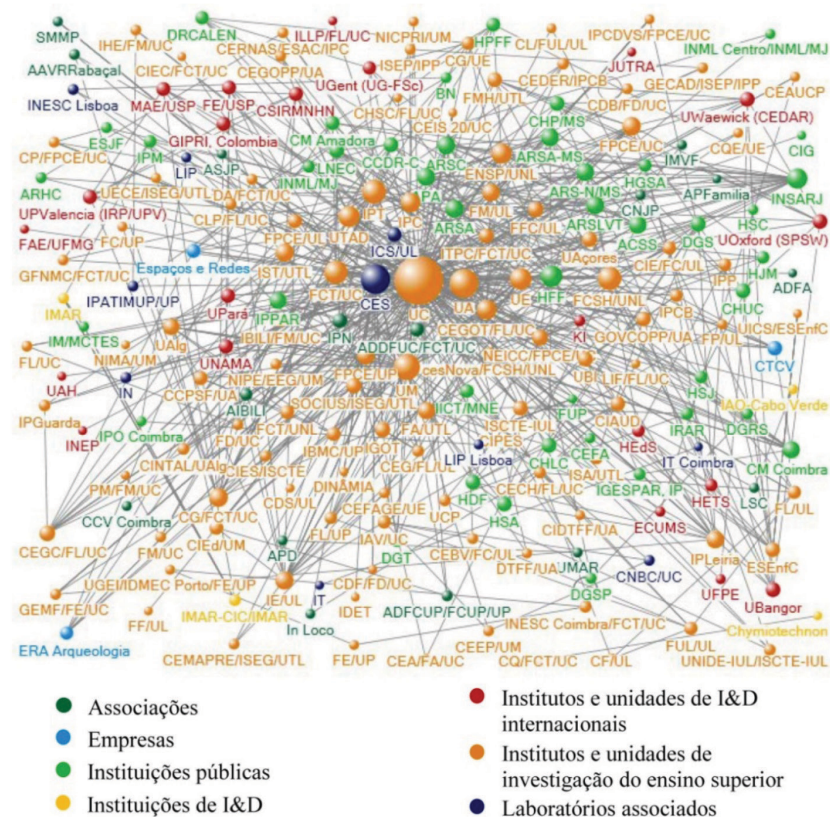 SMMP
DRCALEN
ILLP/FL/UC
NICPRI/UM
HPFF
CL/FUL/UL
IPCDVS/FPCE/UC
INML Centro/INML/MJ
IHE/FM/UC
CERNAS/ESAC/IPC
ISEP/IPP
CG/UE
JUTRA
AAVRRabaçal
CIEC/FCT/UC
CEGOPP/UA
UGent (UG-FSc)
BN
CEDER/IPCB
GECAD/ISEP/IPP
CEAUCP
INESC Lisboa
MAE/USP
FE/USP
CSIRMNHN
CHSC/UC
FMH/UTL
CDB/FD/UC
UWaewick (CEDAR)
ESJF
GIPRI, Colombia
CM Amadora
CEIS 20/UC
CHP/MS
FPCE/UC
CIG
CP/FPCE/UC
IPM
LIP
ASJP
LNEC
CCDR-C
ARSC
ARSA-MS
IMVF
CQE/UE
INML/MJ
ENSP/UNL
ARS-N/MS
HGSA
APFamilia
INSARJ
ARHC
UECE/ISEG/UTL
DA/FCT/UC
IPT
IPC
APA
FM/UL
CNJP
UPValencia (IRP/UPV)
CLP/FL/UC
ARSA
FFC/UL
ARSLVT
HSC
FAE/UFMG
FC/UP
FPCE/UL
UTAD
ICS/UL
ITPC/FCT/UC
ACSS
DGS
UOxford (SPSW)
Espaços e Redes
IST/UTL
UAçores
CIE/FC/UL
GFNMC/FCT/UC
FCT/UC
CES
UC
UA
UE
HFF
FCSH/UNL
IPP
HJM
ADFA
IPATIMUP/UP
CHUC
IMAR
UPará
IPPAR
IPN
ADDFUC/FCT/UC
CEGOT/FL/UC
KI
IPCB
UICS/ESEnfC
IM/MCTES
UAlg
IBILI/FM/UC
GOVCOPP/UA
FP/UL
FL/UC
NIMA/UM
UNAMA
FPCE/UP
cesNova/FCSH/UNL
NEICC/FPCE/U
CTCV
UAH
IN
CCPSF/UA
NIPE/EEG/UM
UM
UBI
LIF/FL/UC
HSJ
IAO-Cabo Verde
IPGuarda
AIBILI
SOCIUS/ISEG/UTL
IICT/MNE
FUP
CIAUD
INEP
IPO Coimbra
FCT/UNL
FA/UTL
ISCTE-IUL
IPES
IRAR
DGRS
FD/UC
IBMC/UP
IGOT
CEFA
HEdS
CINTAL/UAlg
CIES/ISCTE
CEG/FL/UL
LIP Lisboa
CHLC
IT Coimbra
CM Coimbra
PM/FM/UC
CDS/UL
DINÂMIA
CECH/FL/UC
ISA/UTL
IGESPAR, IP
HETS
LSC
FL/UL
CCV Coimbra
CG/FCT/UC
CEFAGE/UE
UCP
HDF
HSA
CIDTFF/UA
ECUMS
CEGC/FL/UC
FM/UC
CIEd/UM
APD
FL/UP
IAV/UC
CEBV/FC/UL
IPLeiria
ESEnfC
UGEI/IDMEC Porto/FE/UP
DGT
DTFF/UA
JMAR
CNBC/UC
GEMF/FE/UC
IE/UL
CDF/FD/UC
DGSP
UFPE
UBangor
FF/UL
IMAR-CIC/IMAR
IT
IDET
ADFCUP/FCUP/UP
In Loco
INESC Coimbra/FCT/UC
Chymiotechnon
ERA Arqueologia
CEMAPRE/ISEG/UTL
FE/UP
CEA/FA/UC
CEEP/UM
CQ/FCT/UC
CF/UL
FUL/UL
UNIDE-IUL/ISCTE-IUL
Associações
Empresas
Instituições públicas
Instituições de I&D
Institutos e unidades de I&D
internacionais
Institutos e unidades de
investigação do ensino superior
Laboratórios associados